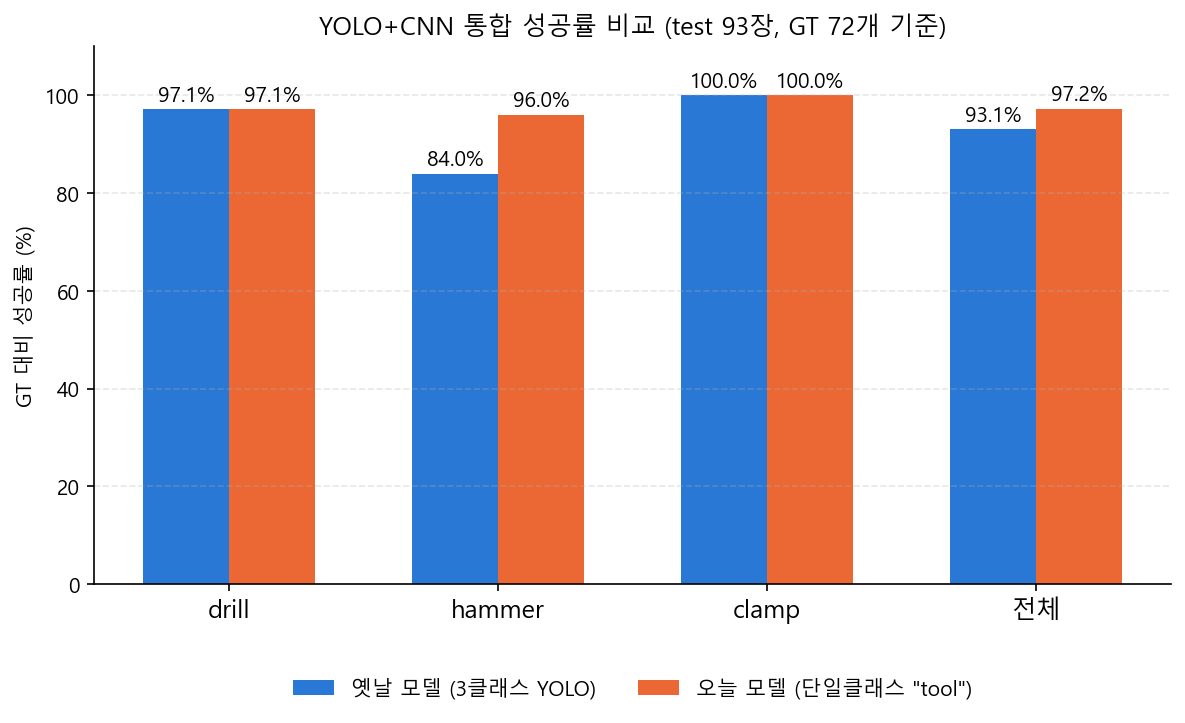 YOLO+CNN 통합 성공률 비교 (test 93장, GT 72개 기준)
GT 대비 성공률 (%)
100
80
60
40
20
0
97.1%
97.1%
84.0%
96.0%
100.0%
100.0%
93.1%
97.2%
drill
hammer
clamp
전체
옛날 모델 (3클래스 YOLO)
오늘 모델 (단일클래스 "tool")